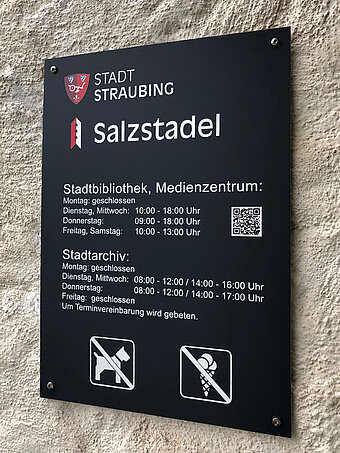 STADT
STRAUBING
Salzstadel
Stadtbibliothek, Medienzentrum:
Montag: geschlossen
Dienstag, Mittwoch: 10:00 - 18:00 Uhr
Donnerstag: 09:00 - 18:00 Uhr
Freitag, Samstag: 10:00 - 13:00 Uhr
Stadtarchiv:
Montag: geschlossen
Dienstag, Mittwoch: 08:00 - 12:00 / 14:00 - 16:00 Uhr
Donnerstag: 08:00 - 12:00 / 14:00 - 17:00 Uhr
Freitag: geschlossen
Um Terminvereinbarung wird gebeten.